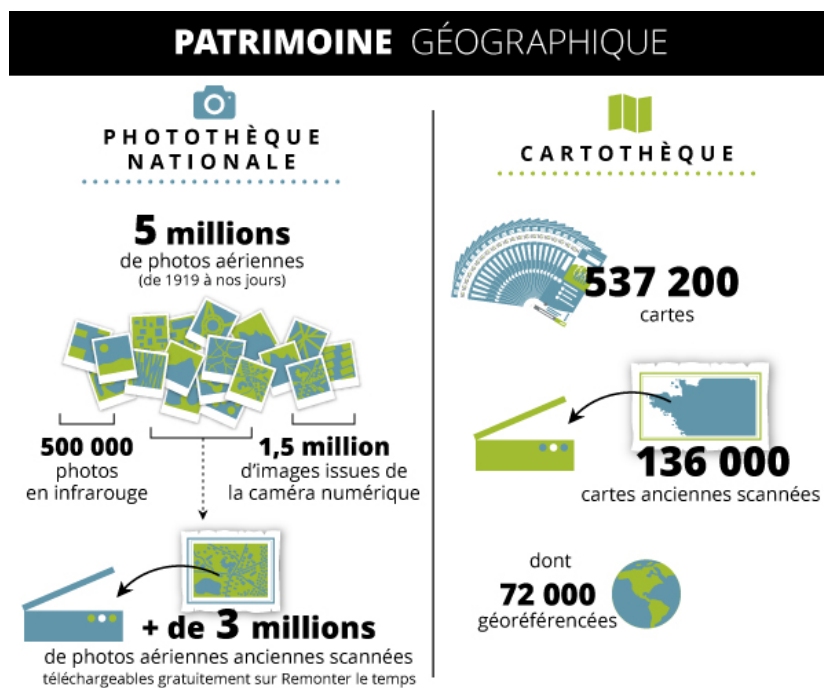 PATRIMOINE GÉOGRAPHIQUE
PHOTOTHÈQUE
NATIONALE
5 millions
de photos aériennes
(de 1919 à nos jours)
500 000
photos
en infrarouge
1,5 million
d'images issues de
la caméra numérique
+ de 3 millions
de photos aériennes anciennes scannées
téléchargeables gratuitement sur Remonter le temps
CARTOTHÈQUE
537 200
cartes
136 000
cartes anciennes scannées
dont
72 000
géoréférencées